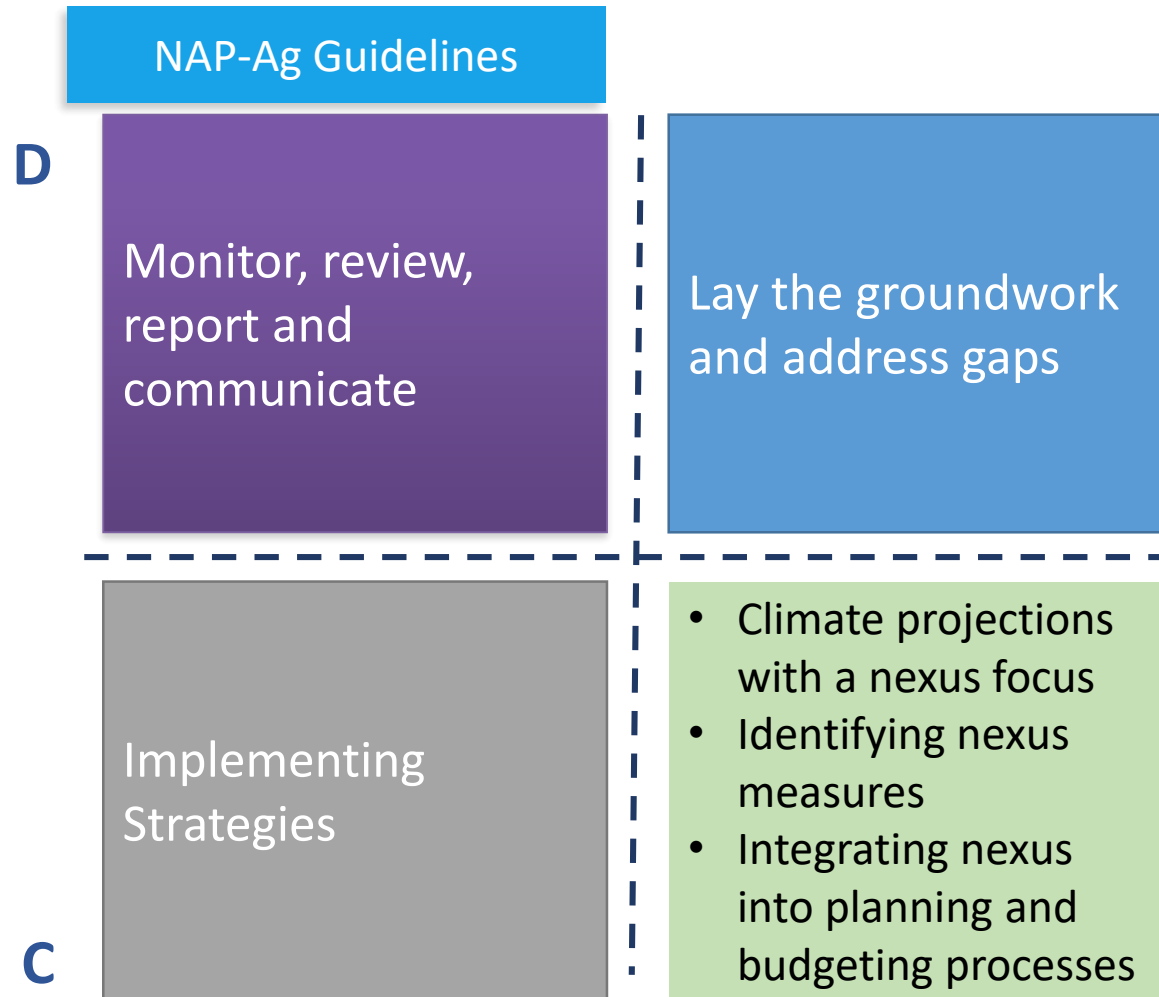 NAP-Ag Guidelines
D
Monitor, review,
report and
communicate
Lay the groundwork
and address gaps
Implementing
Strategies
C
• Climate projections
with a nexus focus
• Identifying nexus
measures
• Integrating nexus
into planning and
budgeting processes